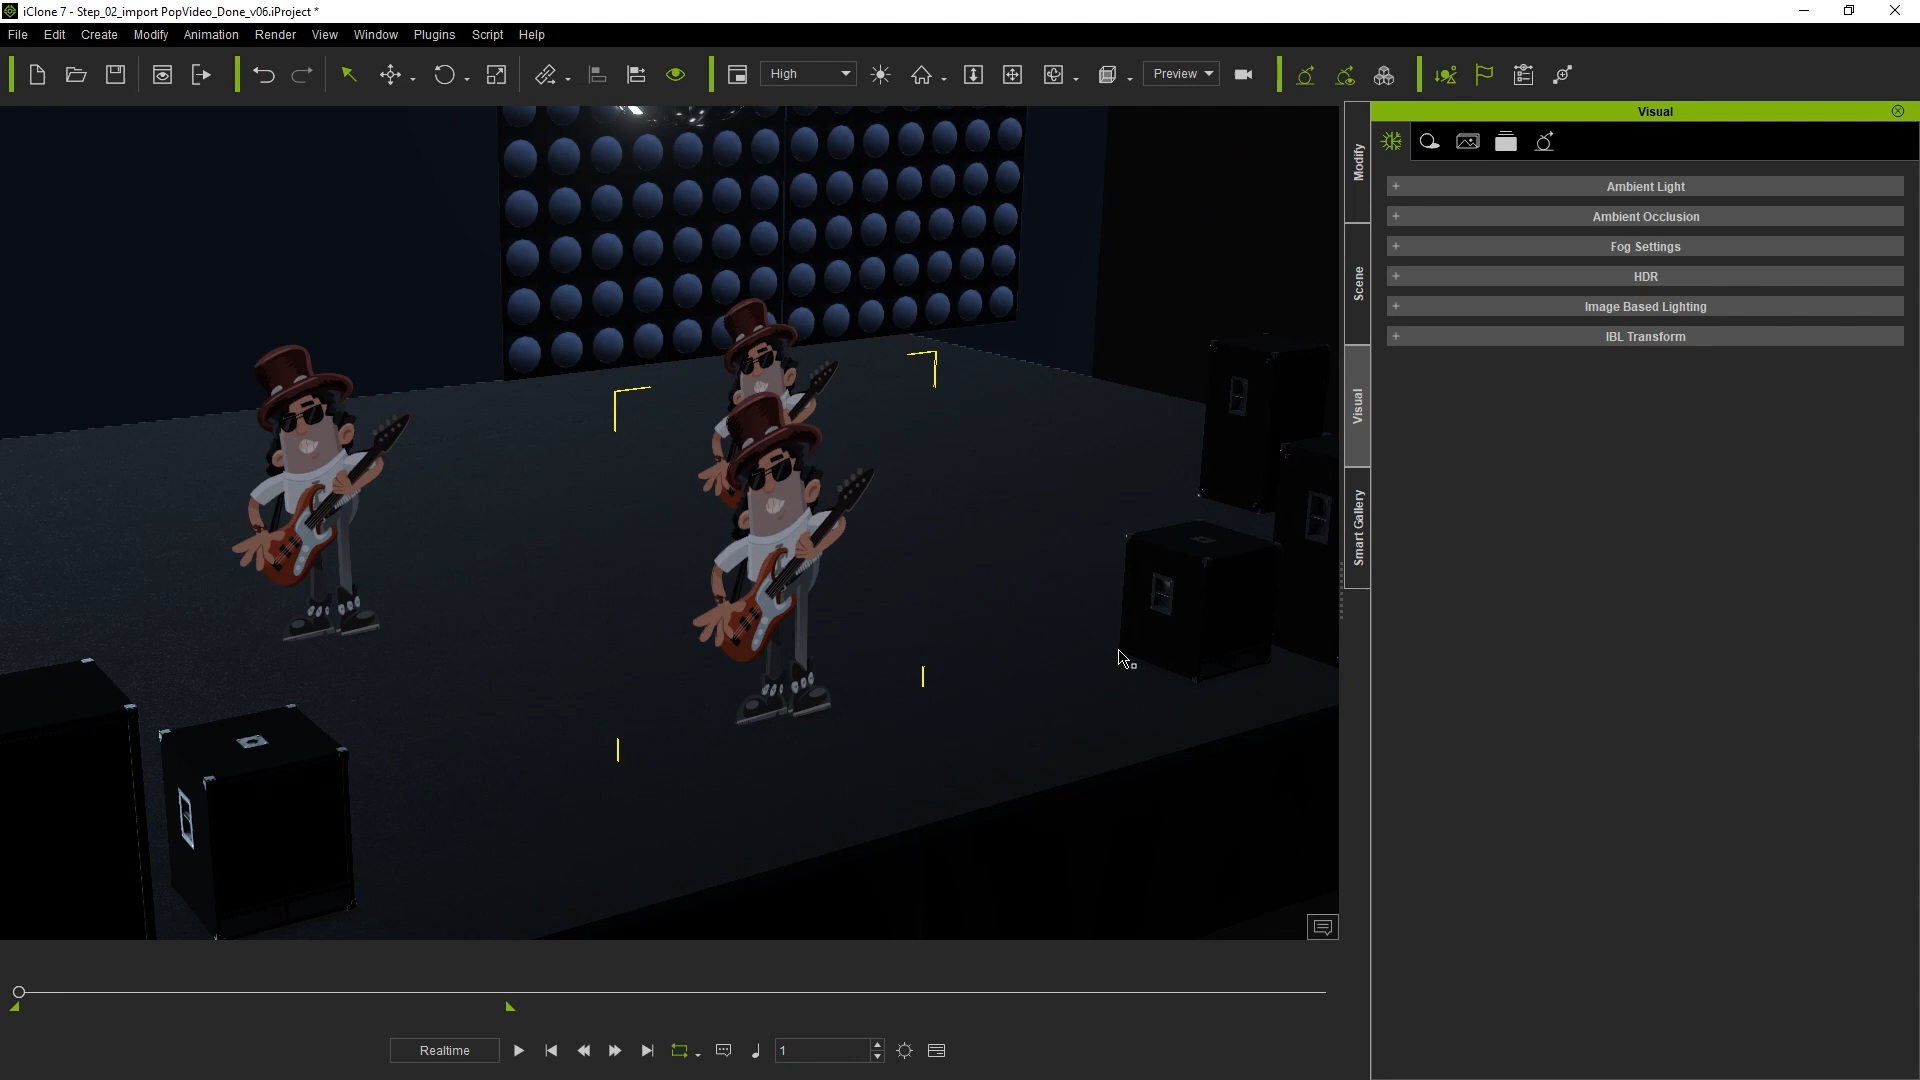 iClone 7 - Step_02_import PopVideo_Done_v06.iProject *
File Edit Create Modify Animation Render View Window Plugins Script Help
High Preview
Visual
Modify
Scene
Visual
Smart Gallery
Ambient Light
Ambient Occlusion
Fog Settings
HDR
Image Based Lighting
IBL Transform
Realtime 1